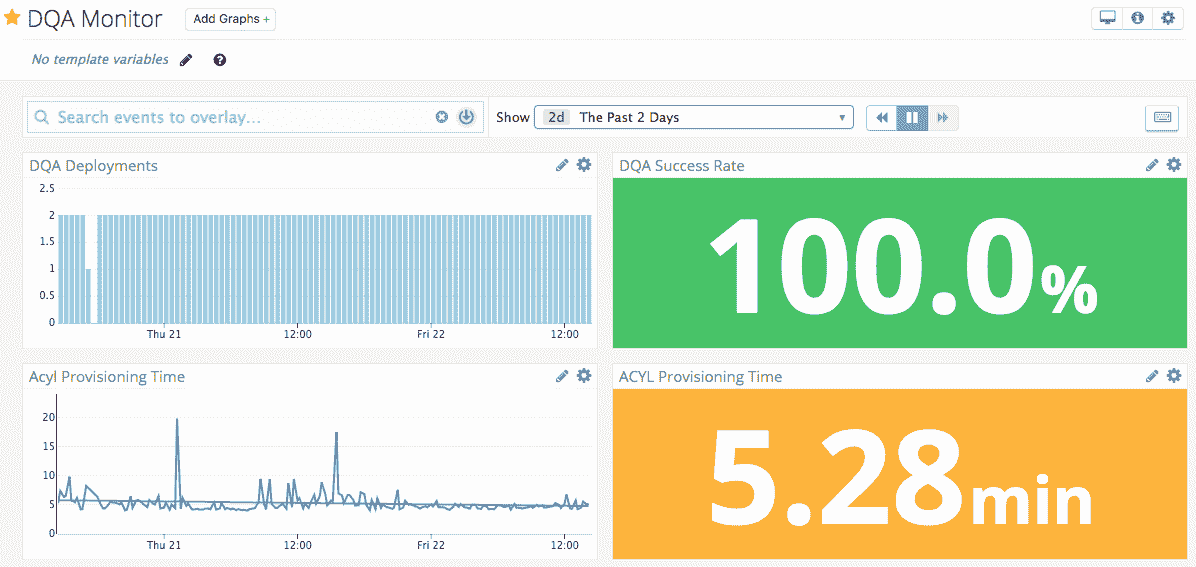 DQA Monitor
Add Graphs +
No template variables
Search events to overlay...
Show
2d The Past 2 Days
DQA Deployments
2.5
2
1.5
1
0.5
0
Thu 21 12:00 Fri 22 12:00
DQA Success Rate
100.0%
Acyl Provisioning Time
20
15
10
5
0
Thu 21 12:00 Fri 22 12:00
ACYL Provisioning Time
5.28min